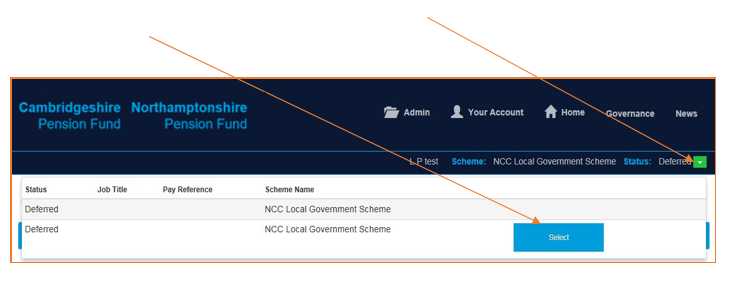 Cambridgeshire Northamptonshire
Pension Fund Pension Fund
Admin Your Account Home Governance News
L P test Scheme: NCC Local Government Scheme Status: Deferred
Status Job Title Pay Reference Scheme Name
Deferred NCC Local Government Scheme
Deferred NCC Local Government Scheme
Select